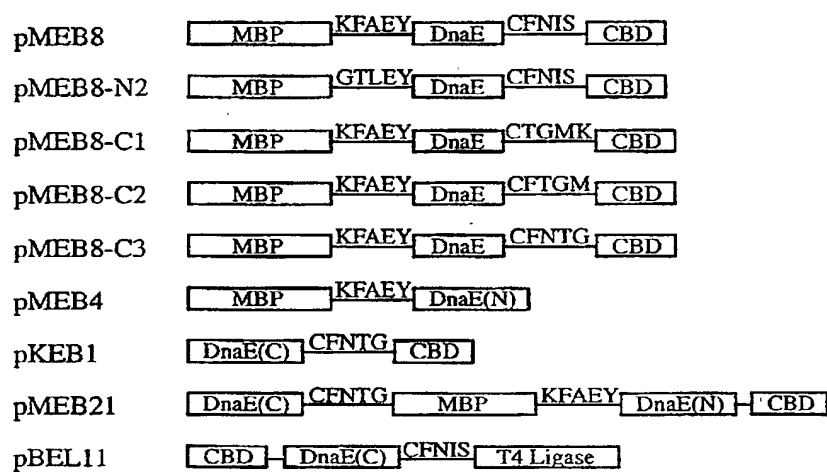 pMEB8 MBP KFAEY DnaE CFNIS CBD
pMEB8-N2 MBP GTLEY DnaE CFNIS CBD
pMEB8-C1 MBP KFAEY DnaE CTGMK CBD
pMEB8-C2 MBP KFAEY DnaE CFTGM CBD
pMEB8-C3 MBP KFAEY DnaE CFNTG CBD
pMEB4 MBP KFAEY DnaE(N)
pKEB1 DnaE(C) CFNTG CBD
pMEB21 DnaE(C) CFNTG MBP KFAEY DnaE(N) CBD
pBEL11 CBD DnaE(C) CFNIS T4 Ligase